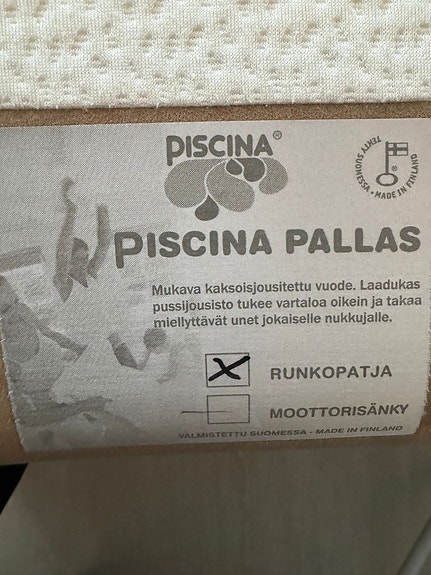 PISCINA®
TEHTY SUOMESSA • MADE IN FINLAND
®
PISCINA PALLAS
Mukava kaksoisjousitettu vuode. Laadukas
pussijousisto tukee vartaloa oikein ja takaa
miellyttävät unet jokaiselle nukkujalle.
RUNKOPATJA
MOOTTORISÄNKY
VALMISTETTU SUOMESSA - MADE IN FINLAND